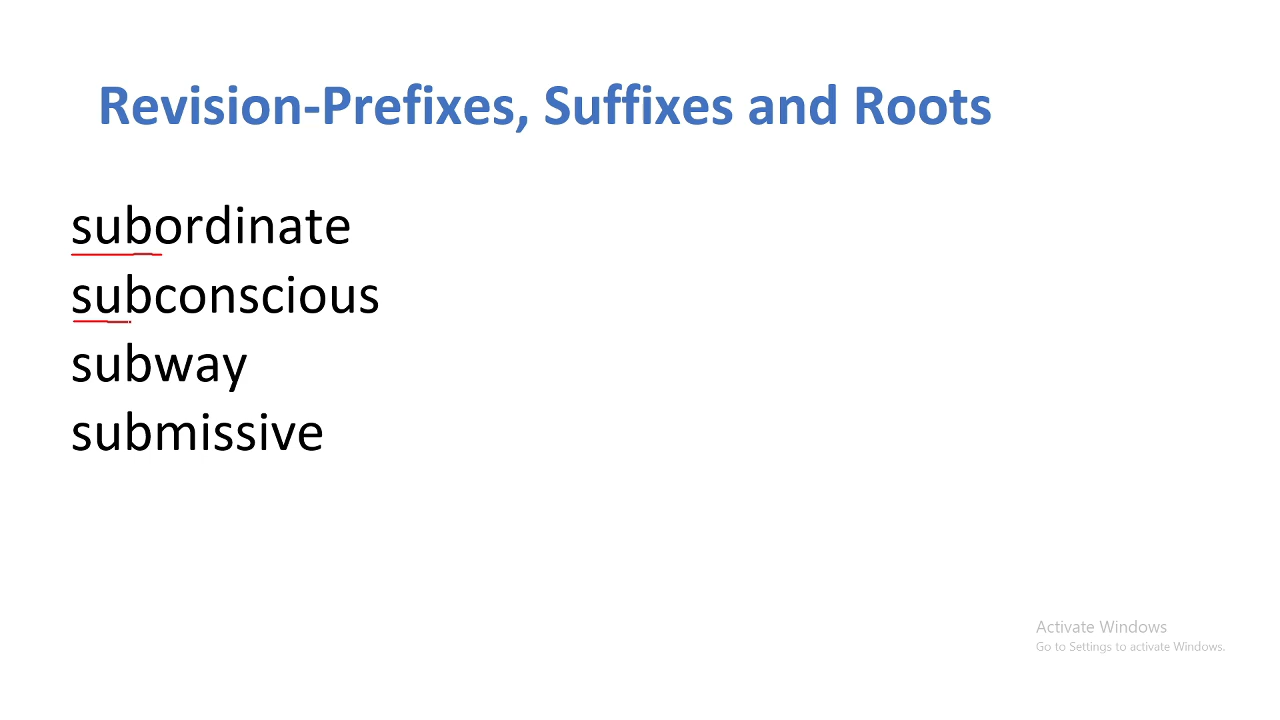 Revision-Prefixes, Suffixes and Roots
subordinate
subconscious
subway
submissive
Activate Windows
Go to Settings to activate Windows.